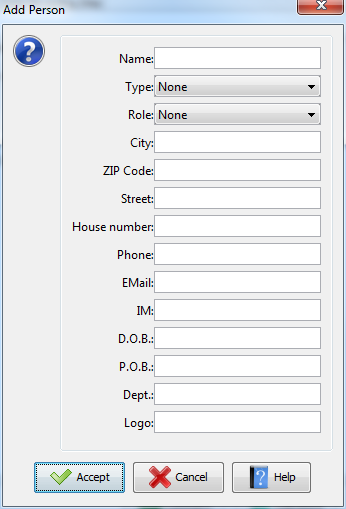 Add Person
Name:
Type: None
Role: None
City:
ZIP Code:
Street:
House number:
Phone:
EMail:
IM:
D.O.B.:
P.O.B.:
Dept.:
Logo:
Accept Cancel Help